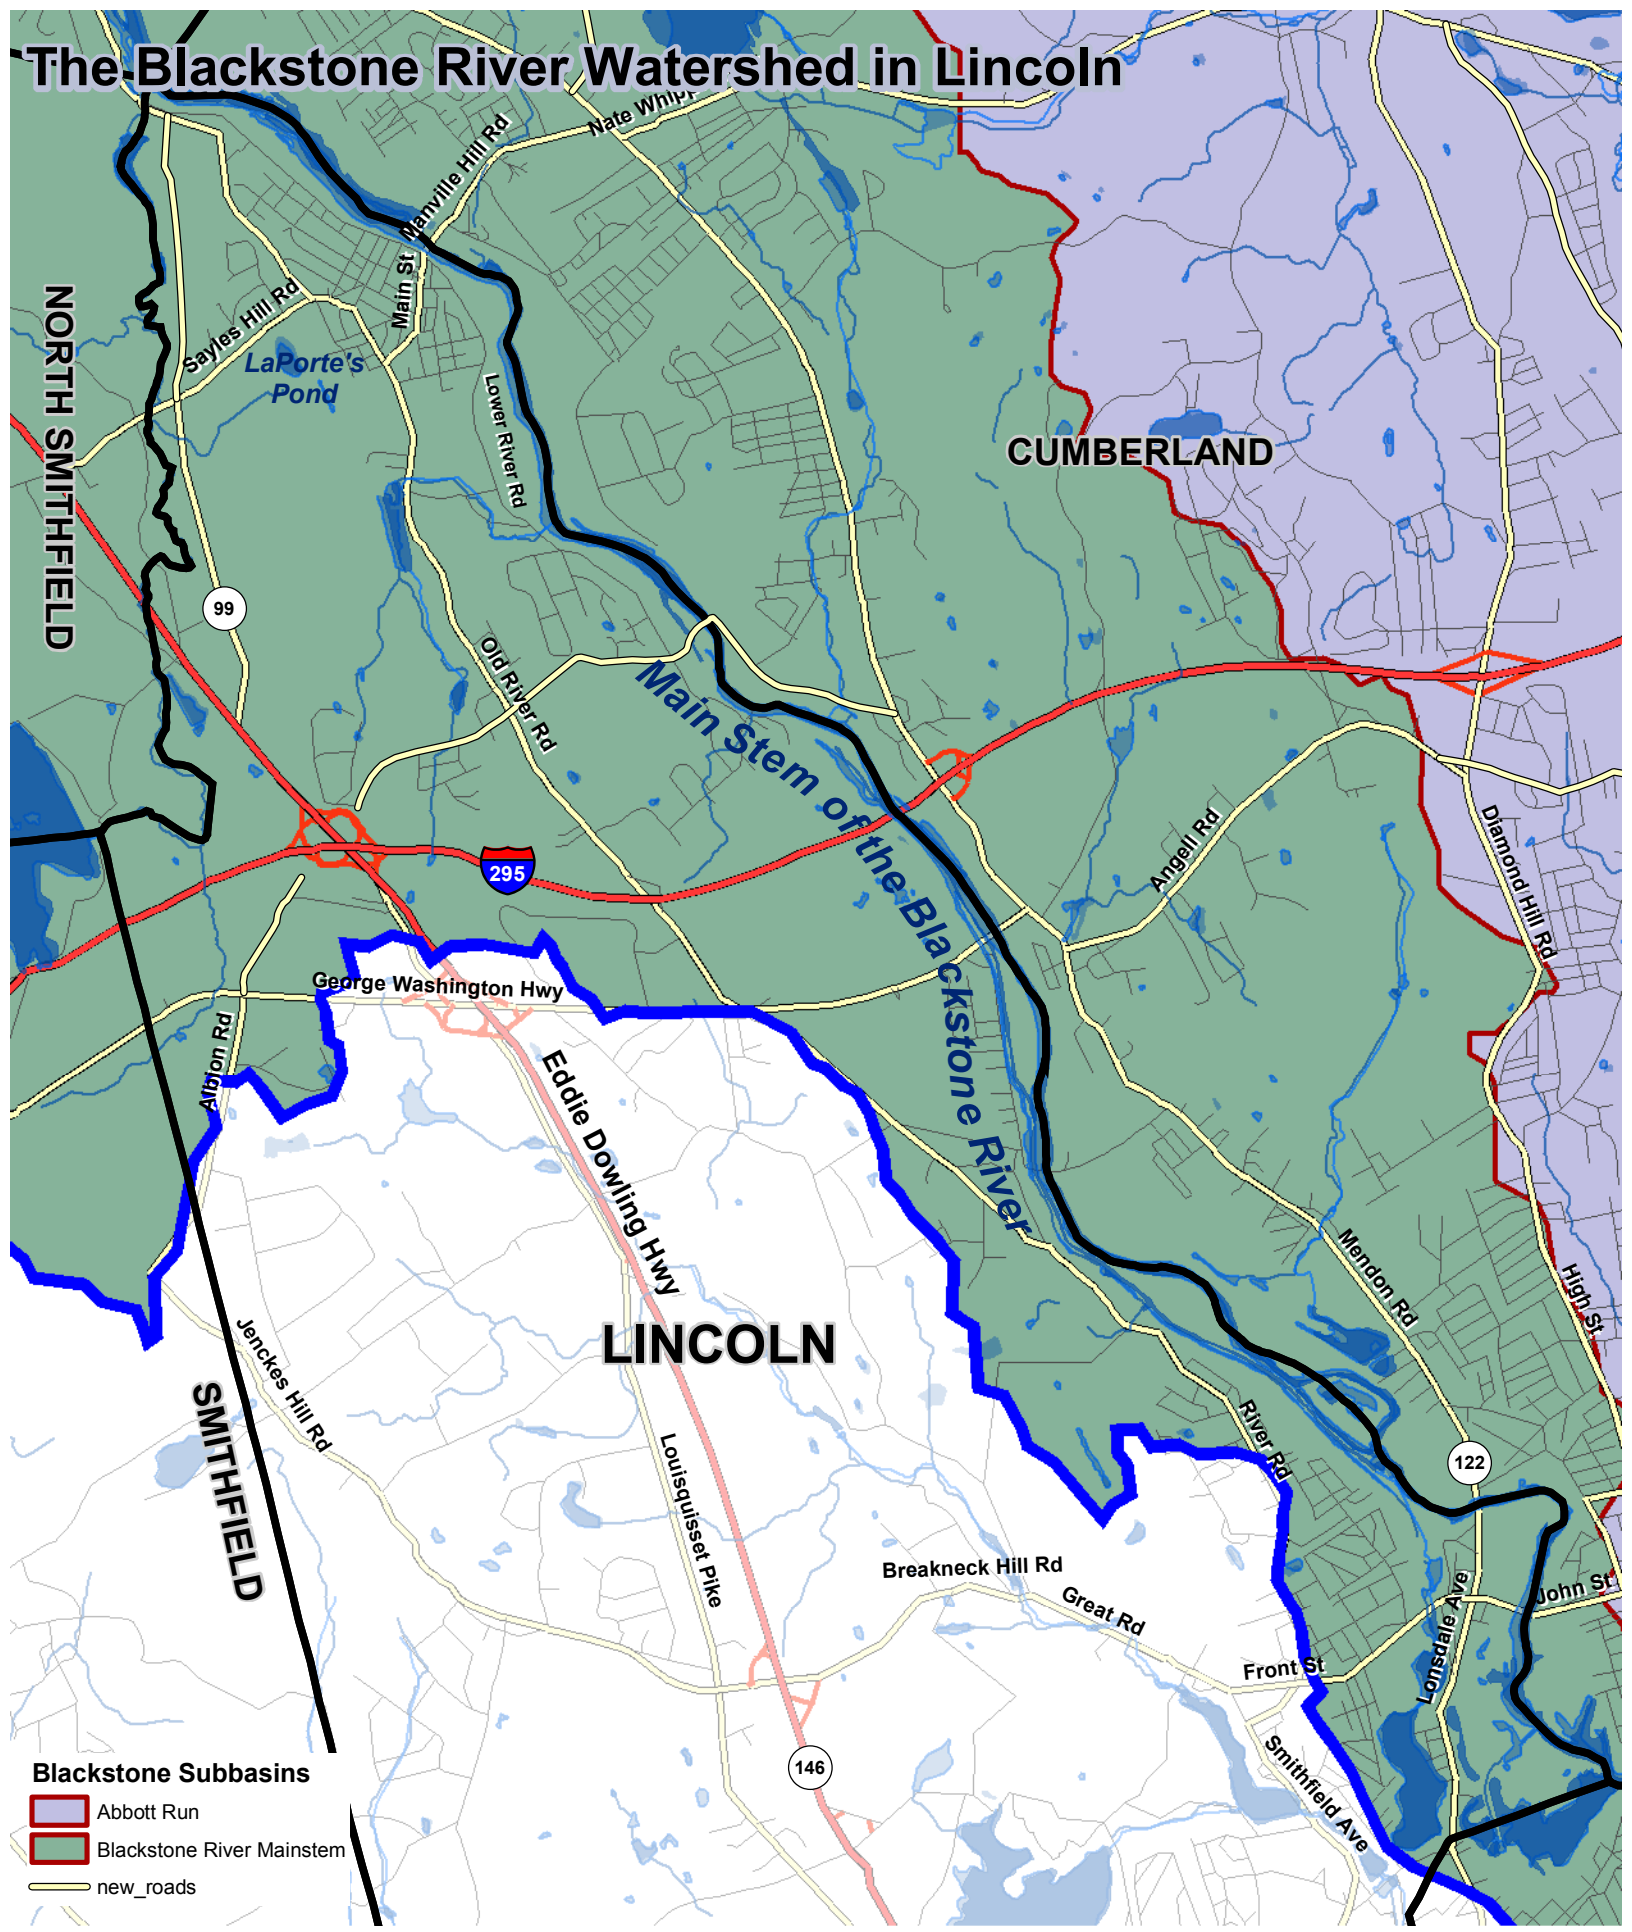 The Blackstone River Watershed in Lincoln
Nate Whipp
Manville Hill Rd
Main St
Sayles Hill Rd
LaPorte's
Pond
Lower River Rd
NORTH SMITHFIELD
CUMBERLAND
99
Old River Rd
Main Stem of the Blackstone River
295
Angell Rd
Diamond Hill Rd
George Washington Hwy
Albion Rd
Eddie Dowling Hwy
Mendon Rd
High St
LINCOLN
Jenckes Hill Rd
SMITHFIELD
Louisquisset Pike
River Rd
122
Breakneck Hill Rd
Great Rd
John St
Lonsdale Ave
Front St
Smithfield Ave
146
Blackstone Subbasins
Abbott Run
Blackstone River Mainstem
new_roads